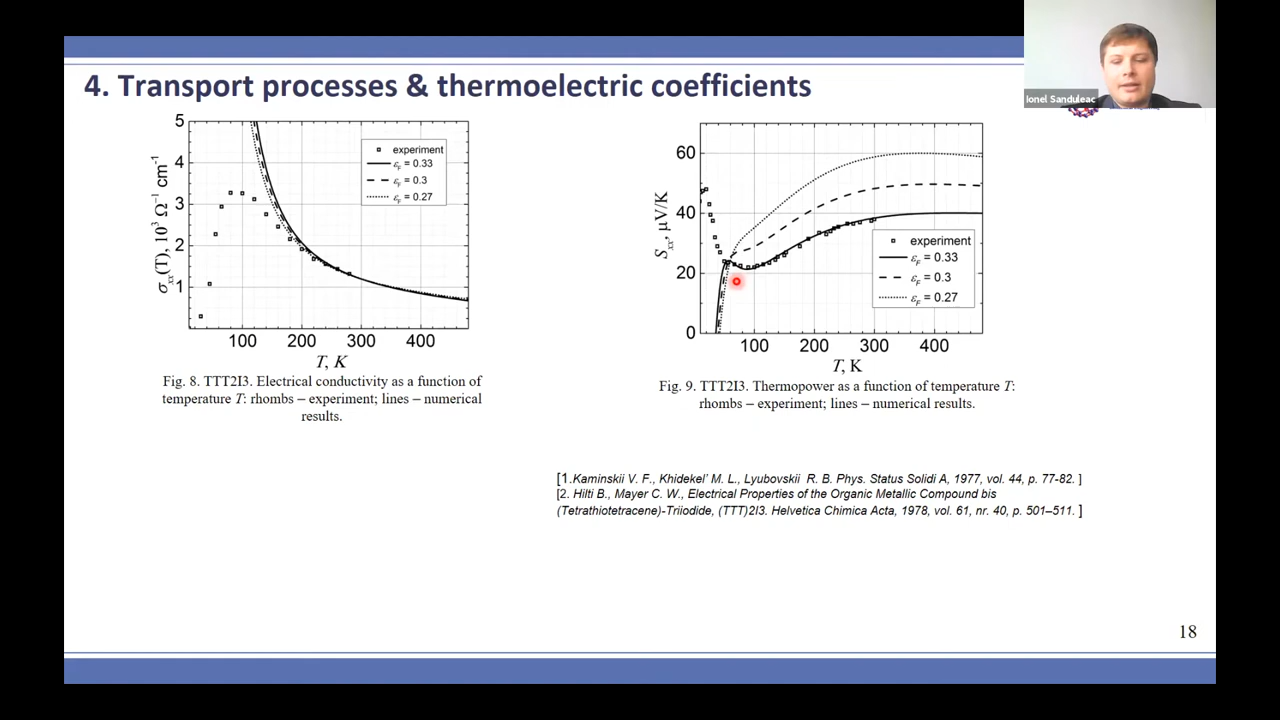 Ionel Sanduleac
4. Transport processes & thermoelectric coefficients
5
4
3
2
1
σxx(T), 10³ Ω⁻¹ cm⁻¹
experiment
εF = 0.33
εF = 0.3
εF = 0.27
100 200 300 400
T, K
Fig. 8. TTT2I3. Electrical conductivity as a function of
temperature T: rhombs – experiment; lines – numerical
results.
60
40
20
0
Sxx, μV/K
experiment
εF = 0.33
εF = 0.3
εF = 0.27
100 200 300 400
T, K
Fig. 9. TTT2I3. Thermopower as a function of temperature T:
rhombs – experiment; lines – numerical results.
[1.Kaminskii V. F., Khidekel’ M. L., Lyubovskii R. B. Phys. Status Solidi A, 1977, vol. 44, p. 77-82. ]
[2. Hilti B., Mayer C. W., Electrical Properties of the Organic Metallic Compound bis
(Tetrathiotetracene)-Triiodide, (TTT)2I3. Helvetica Chimica Acta, 1978, vol. 61, nr. 40, p. 501–511. ]
18